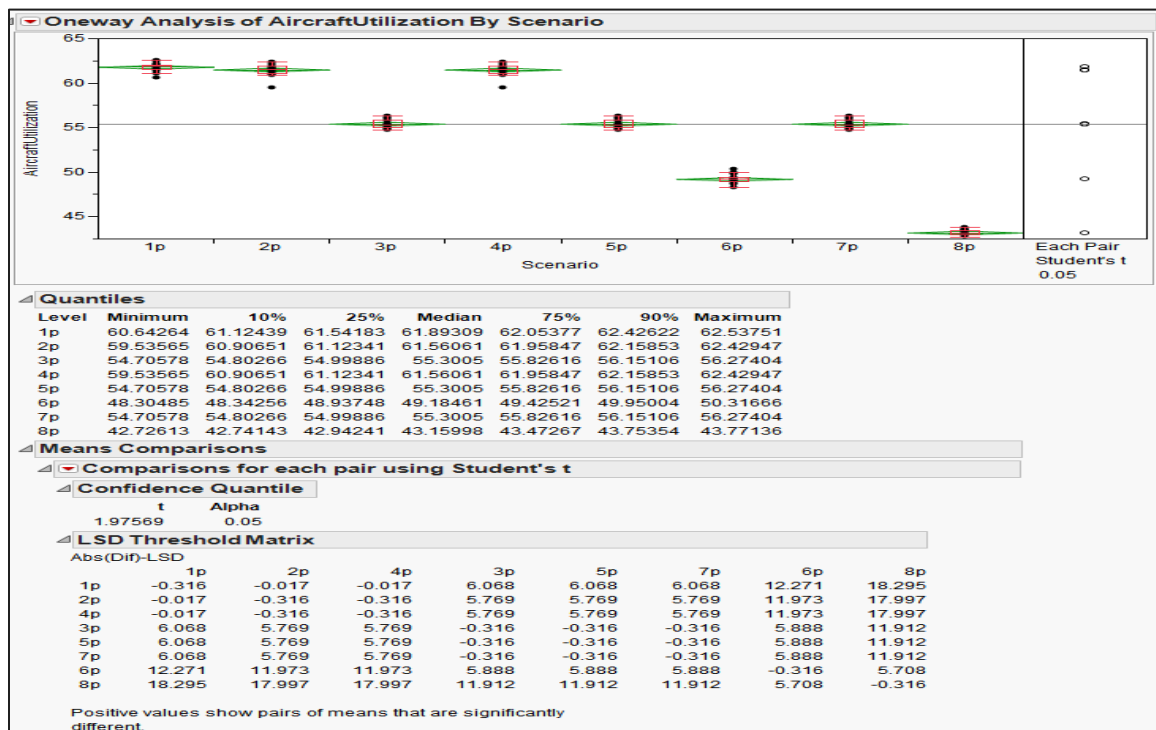 Oneway Analysis of AircraftUtilization By Scenario
65
60
55
50
45
AircraftUtilization
1p 2p 3p 4p 5p 6p 7p 8p
Scenario
Each Pair
Student's t
0.05
Quantiles
Level Minimum 10% 25% Median 75% 90% Maximum
1p 60.64264 61.12439 61.54183 61.89309 62.05377 62.42622 62.53751
2p 59.53565 60.90651 61.12341 61.56061 61.95847 62.15853 62.42947
3p 54.70578 54.80266 54.99886 55.3005 55.82616 56.15106 56.27404
4p 59.53565 60.90651 61.12341 61.56061 61.95847 62.15853 62.42947
5p 54.70578 54.80266 54.99886 55.3005 55.82616 56.15106 56.27404
6p 48.30485 48.34256 48.93748 49.18461 49.42521 49.95004 50.31666
7p 54.70578 54.80266 54.99886 55.3005 55.82616 56.15106 56.27404
8p 42.72613 42.74143 42.94241 43.15998 43.47267 43.75354 43.77136
Means Comparisons
Comparisons for each pair using Student's t
Confidence Quantile
t Alpha
1.97569 0.05
LSD Threshold Matrix
Abs(Dif)-LSD
1p 2p 4p 3p 5p 7p 6p 8p
1p -0.316 -0.017 -0.017 6.068 6.068 6.068 12.271 18.295
2p -0.017 -0.316 -0.316 5.769 5.769 5.769 11.973 17.997
4p -0.017 -0.316 -0.316 5.769 5.769 5.769 11.973 17.997
3p 6.068 5.769 5.769 -0.316 -0.316 -0.316 5.888 11.912
5p 6.068 5.769 5.769 -0.316 -0.316 -0.316 5.888 11.912
7p 6.068 5.769 5.769 -0.316 -0.316 -0.316 5.888 11.912
6p 12.271 11.973 11.973 5.888 5.888 5.888 -0.316 5.708
8p 18.295 17.997 17.997 11.912 11.912 11.912 5.708 -0.316
Positive values show pairs of means that are significantly
different.